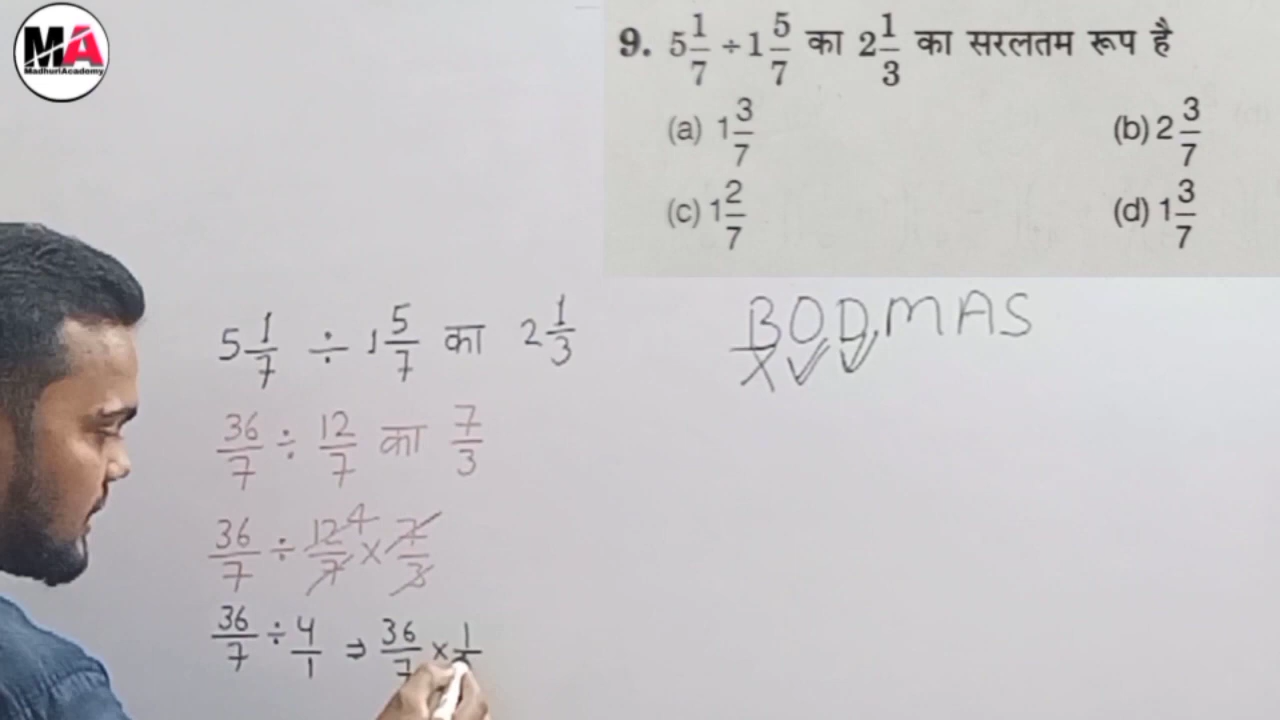 MA
MadhuriAcademy
9. 5 1/7 ÷ 1 5/7 का 2 1/3 का सरलतम रूप है
(a) 1 3/7 (b) 2 3/7
(c) 1 2/7 (d) 1 3/7
BODMAS
5 1/7 ÷ 1 5/7 का 2 1/3
36/7 ÷ 12/7 का 7/3
36/7 ÷ 12/7 4 × 7/3
36/7 ÷ 4/1 ⇒ 36/7 × 1